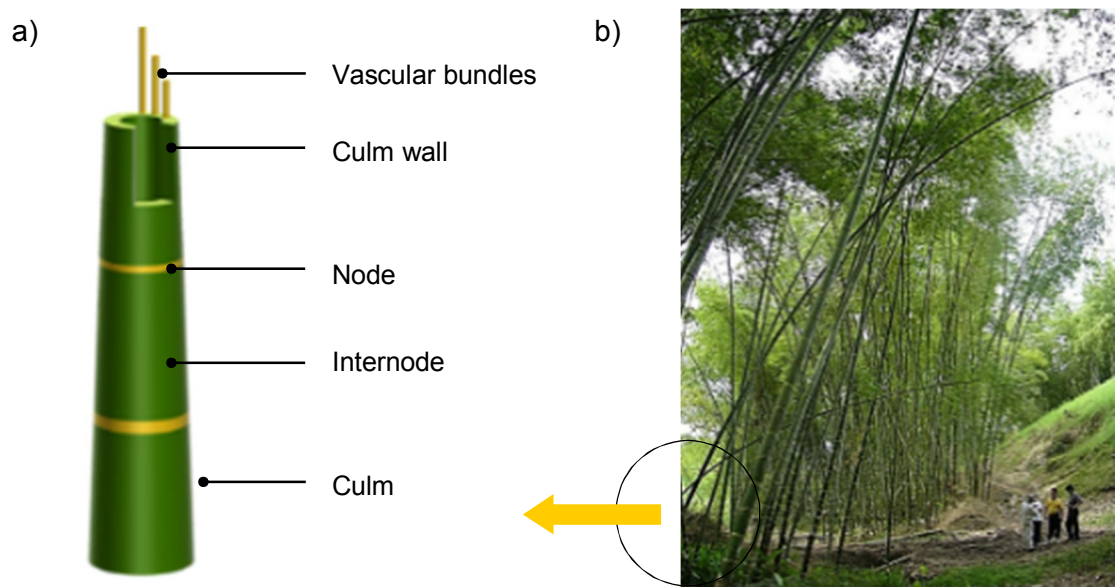 a)
Vascular bundles
Culm wall
Node
Internode
Culm
b)